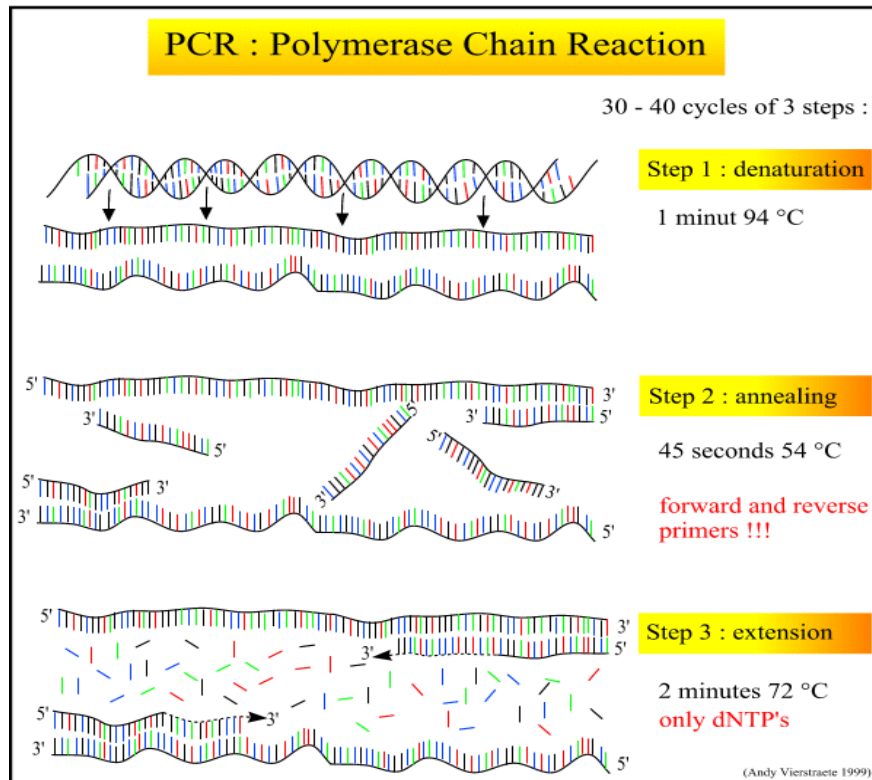 PCR : Polymerase Chain Reaction
30 - 40 cycles of 3 steps :
Step 1 : denaturation
1 minut 94 °C
5'
3'
Step 2 : annealing
3'
5'
5'
5'
5'
45 seconds 54 °C
5'
3'
3'
3'
3'
forward and reverse
primers !!!
5'
5'
3'
Step 3 : extension
3'
5'
2 minutes 72 °C
5'
3'
only dNTP's
3'
5'
(Andy Vierstraete 1999)